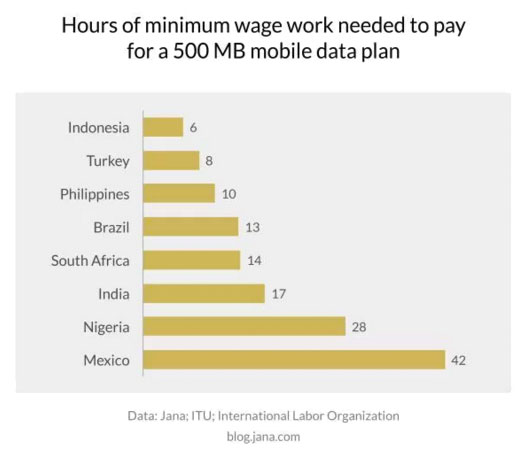 Hours of minimum wage work needed to pay
for a 500 MB mobile data plan
Indonesia 6
Turkey 8
Philippines 10
Brazil 13
South Africa 14
India 17
Nigeria 28
Mexico 42
Data: Jana; ITU; International Labor Organization
blog.jana.com